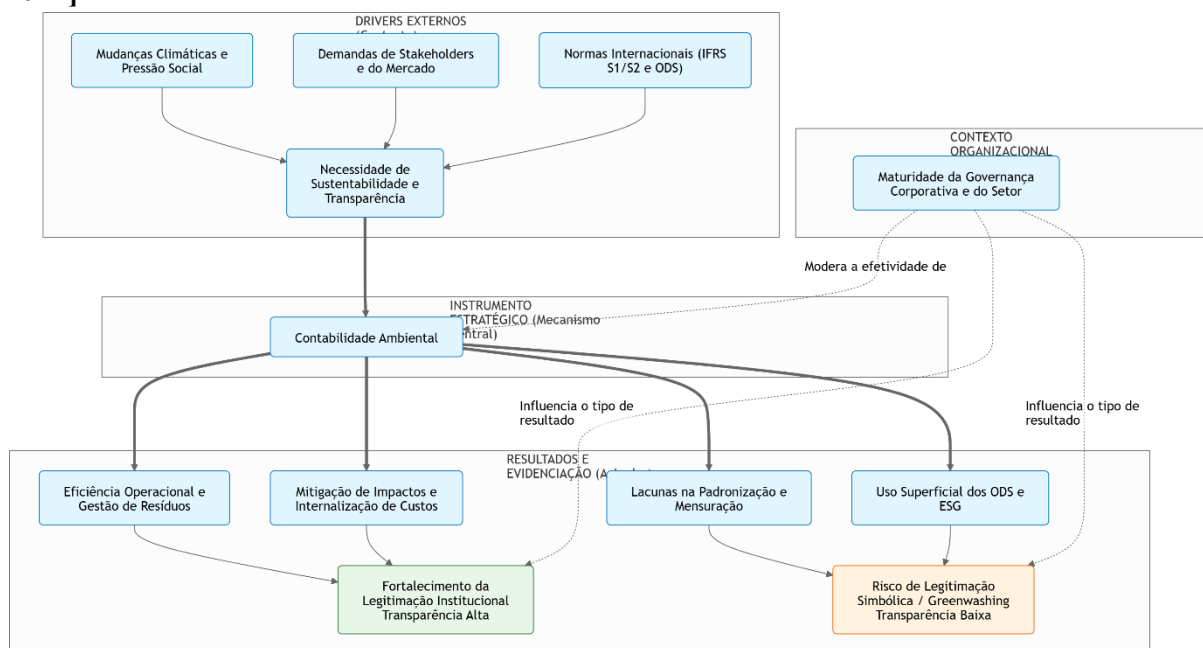 DRIVERS EXTERNOS
Mudanças Climáticas e
Pressão Social
Demandas de Stakeholders
e do Mercado
Normas Internacionais (IFRS
S1/S2 e ODS)
Necessidade de
Sustentabilidade e
Transparência
CONTEXTO
ORGANIZACIONAL
Maturidade da Governança
Corporativa e do Setor
Modera a efetividade de
INSTRUMENTO
ESTRATÉGICO (Mecanismo
Contabilidade Ambiental
Influencia o tipo de
resultado
Influencia o tipo de
resultado
RESULTADOS E
EVIDENCIAÇÃO
Eficiência Operacional e
Gestão de Resíduos
Mitigação de Impactos e
Internalização de Custos
Lacunas na Padronização e
Mensuração
Uso Superficial dos ODS e
ESG
Fortalecimento da
Legitimação Institucional
Transparência Alta
Risco de Legitimação
Simbólica / Greenwashing
Transparência Baixa